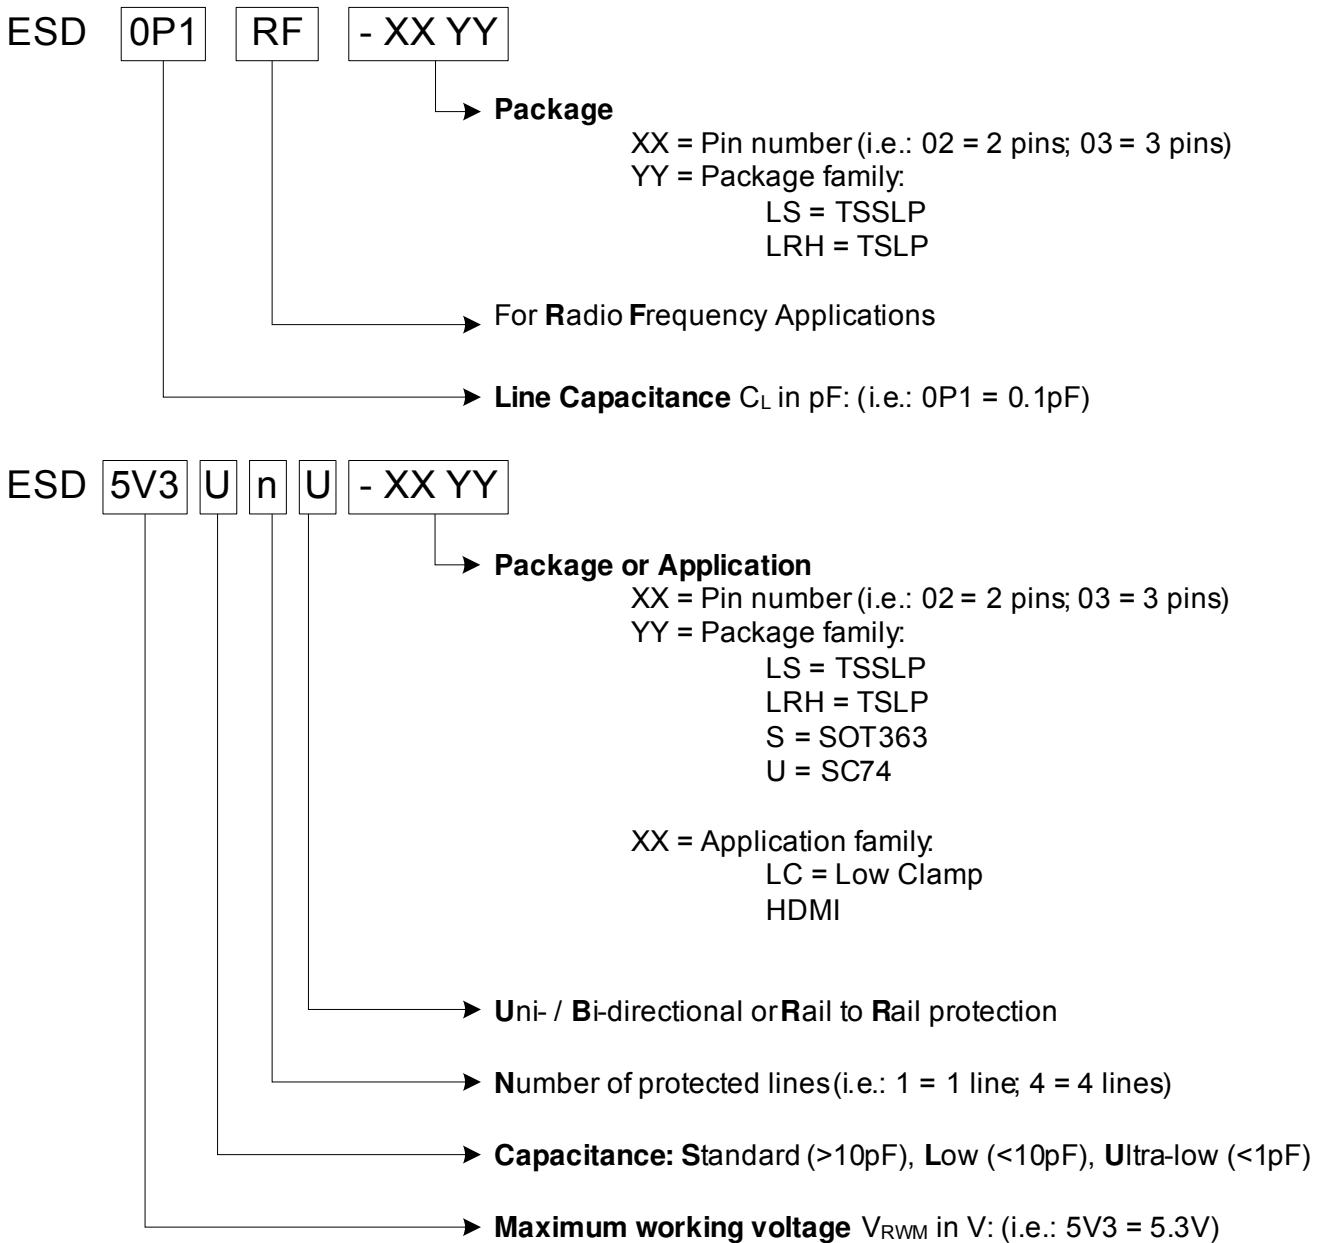 ESD 0P1 RF - XX YY
Package
XX = Pin number (i.e.: 02 = 2 pins; 03 = 3 pins)
YY = Package family:
LS = TSSLP
LRH = TSLP
For Radio Frequency Applications
Line Capacitance CL in pF: (i.e.: 0P1 = 0.1pF)
ESD 5V3 U n U - XX YY
Package or Application
XX = Pin number (i.e.: 02 = 2 pins; 03 = 3 pins)
YY = Package family:
LS = TSSLP
LRH = TSLP
S = SOT363
U = SC74
XX = Application family:
LC = Low Clamp
HDMI
Uni- / Bi-directional or Rail to Rail protection
Number of protected lines (i.e.: 1 = 1 line; 4 = 4 lines)
Capacitance: Standard (>10pF), Low (<10pF), Ultra-low (<1pF)
Maximum working voltage VRWM in V: (i.e.: 5V3 = 5.3V)